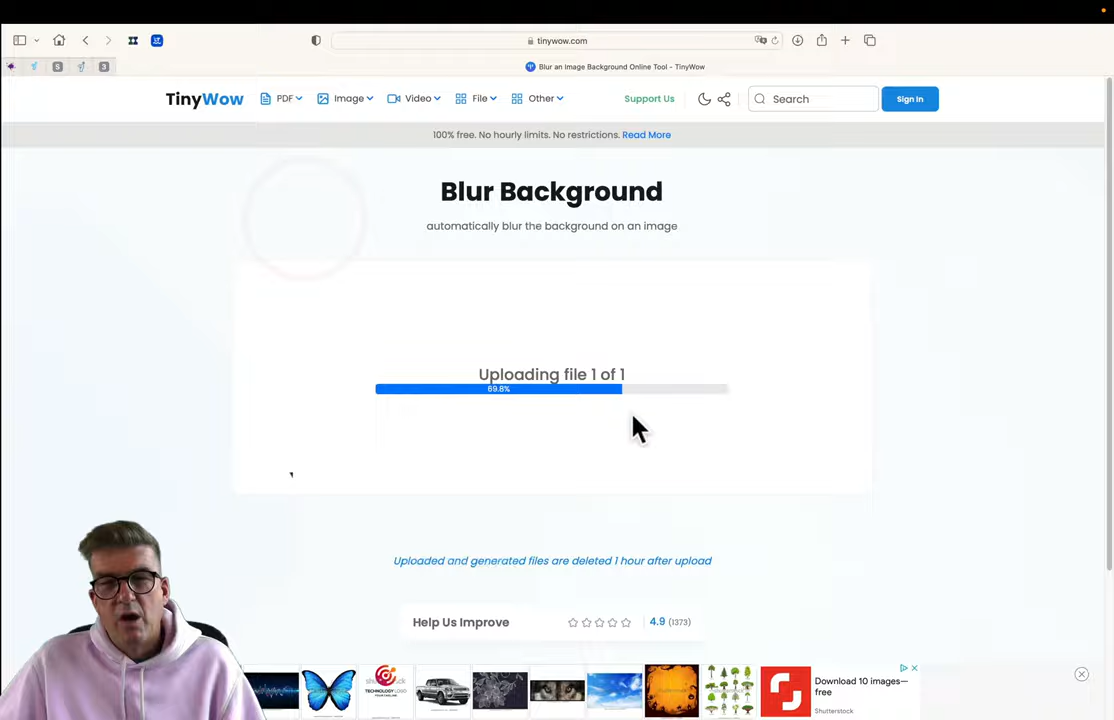 tinywow.com
S
3
Blur an Image Background Online Tool - TinyWow
TinyWow
PDF
Image
Video
File
Other
Support Us
Search
Sign In
100% free. No hourly limits. No restrictions. Read More
Blur Background
automatically blur the background on an image
Uploading file 1 of 1
69.8%
Uploaded and generated files are deleted 1 hour after upload
Help Us Improve
4.9 (1373)
TECHNOLOGY LOGO
Download 10 images—
free
Shutterstock